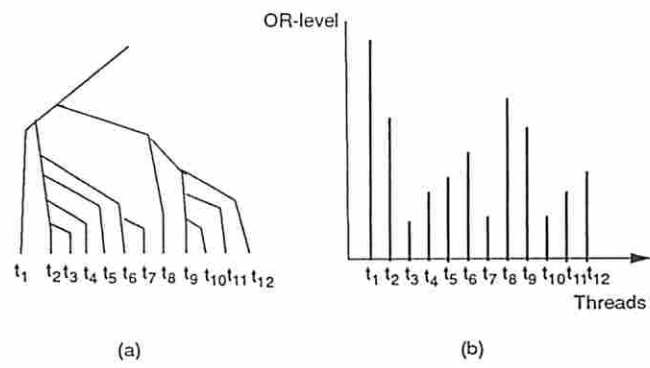 OR-level
t1 t2 t3 t4 t5 t6 t7 t8 t9 t10 t11 t12
t1 t2 t3 t4 t5 t6 t7 t8 t9 t10 t11 t12
Threads
(a)
(b)